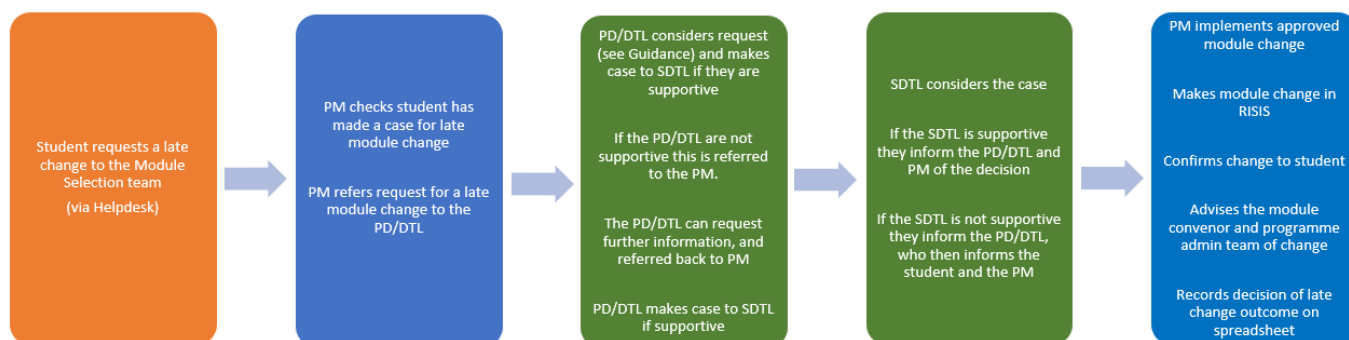 Student requests a late
change to the Module
Selection team
(via Helpdesk)
PM checks student has
made a case for late
module change
PM refers request for a late
module change to the
PD/DTL
PD/DTL considers request
(see Guidance) and makes
case to SDTL if they are
supportive
If the PD/DTL are not
supportive this is referred
to the PM.
The PD/DTL can request
further information, and
referred back to PM
PD/DTL makes case to SDTL
if supportive
SDTL considers the case
If the SDTL is supportive
they inform the PD/DTL and
PM of the decision
If the SDTL is not supportive
they inform the PD/DTL,
who then informs the
student and the PM
PM implements approved
module change
Makes module change in
RISIS
Confirms change to student
Advises the module
convenor and programme
admin team of change
Records decision of late
change outcome on
spreadsheet